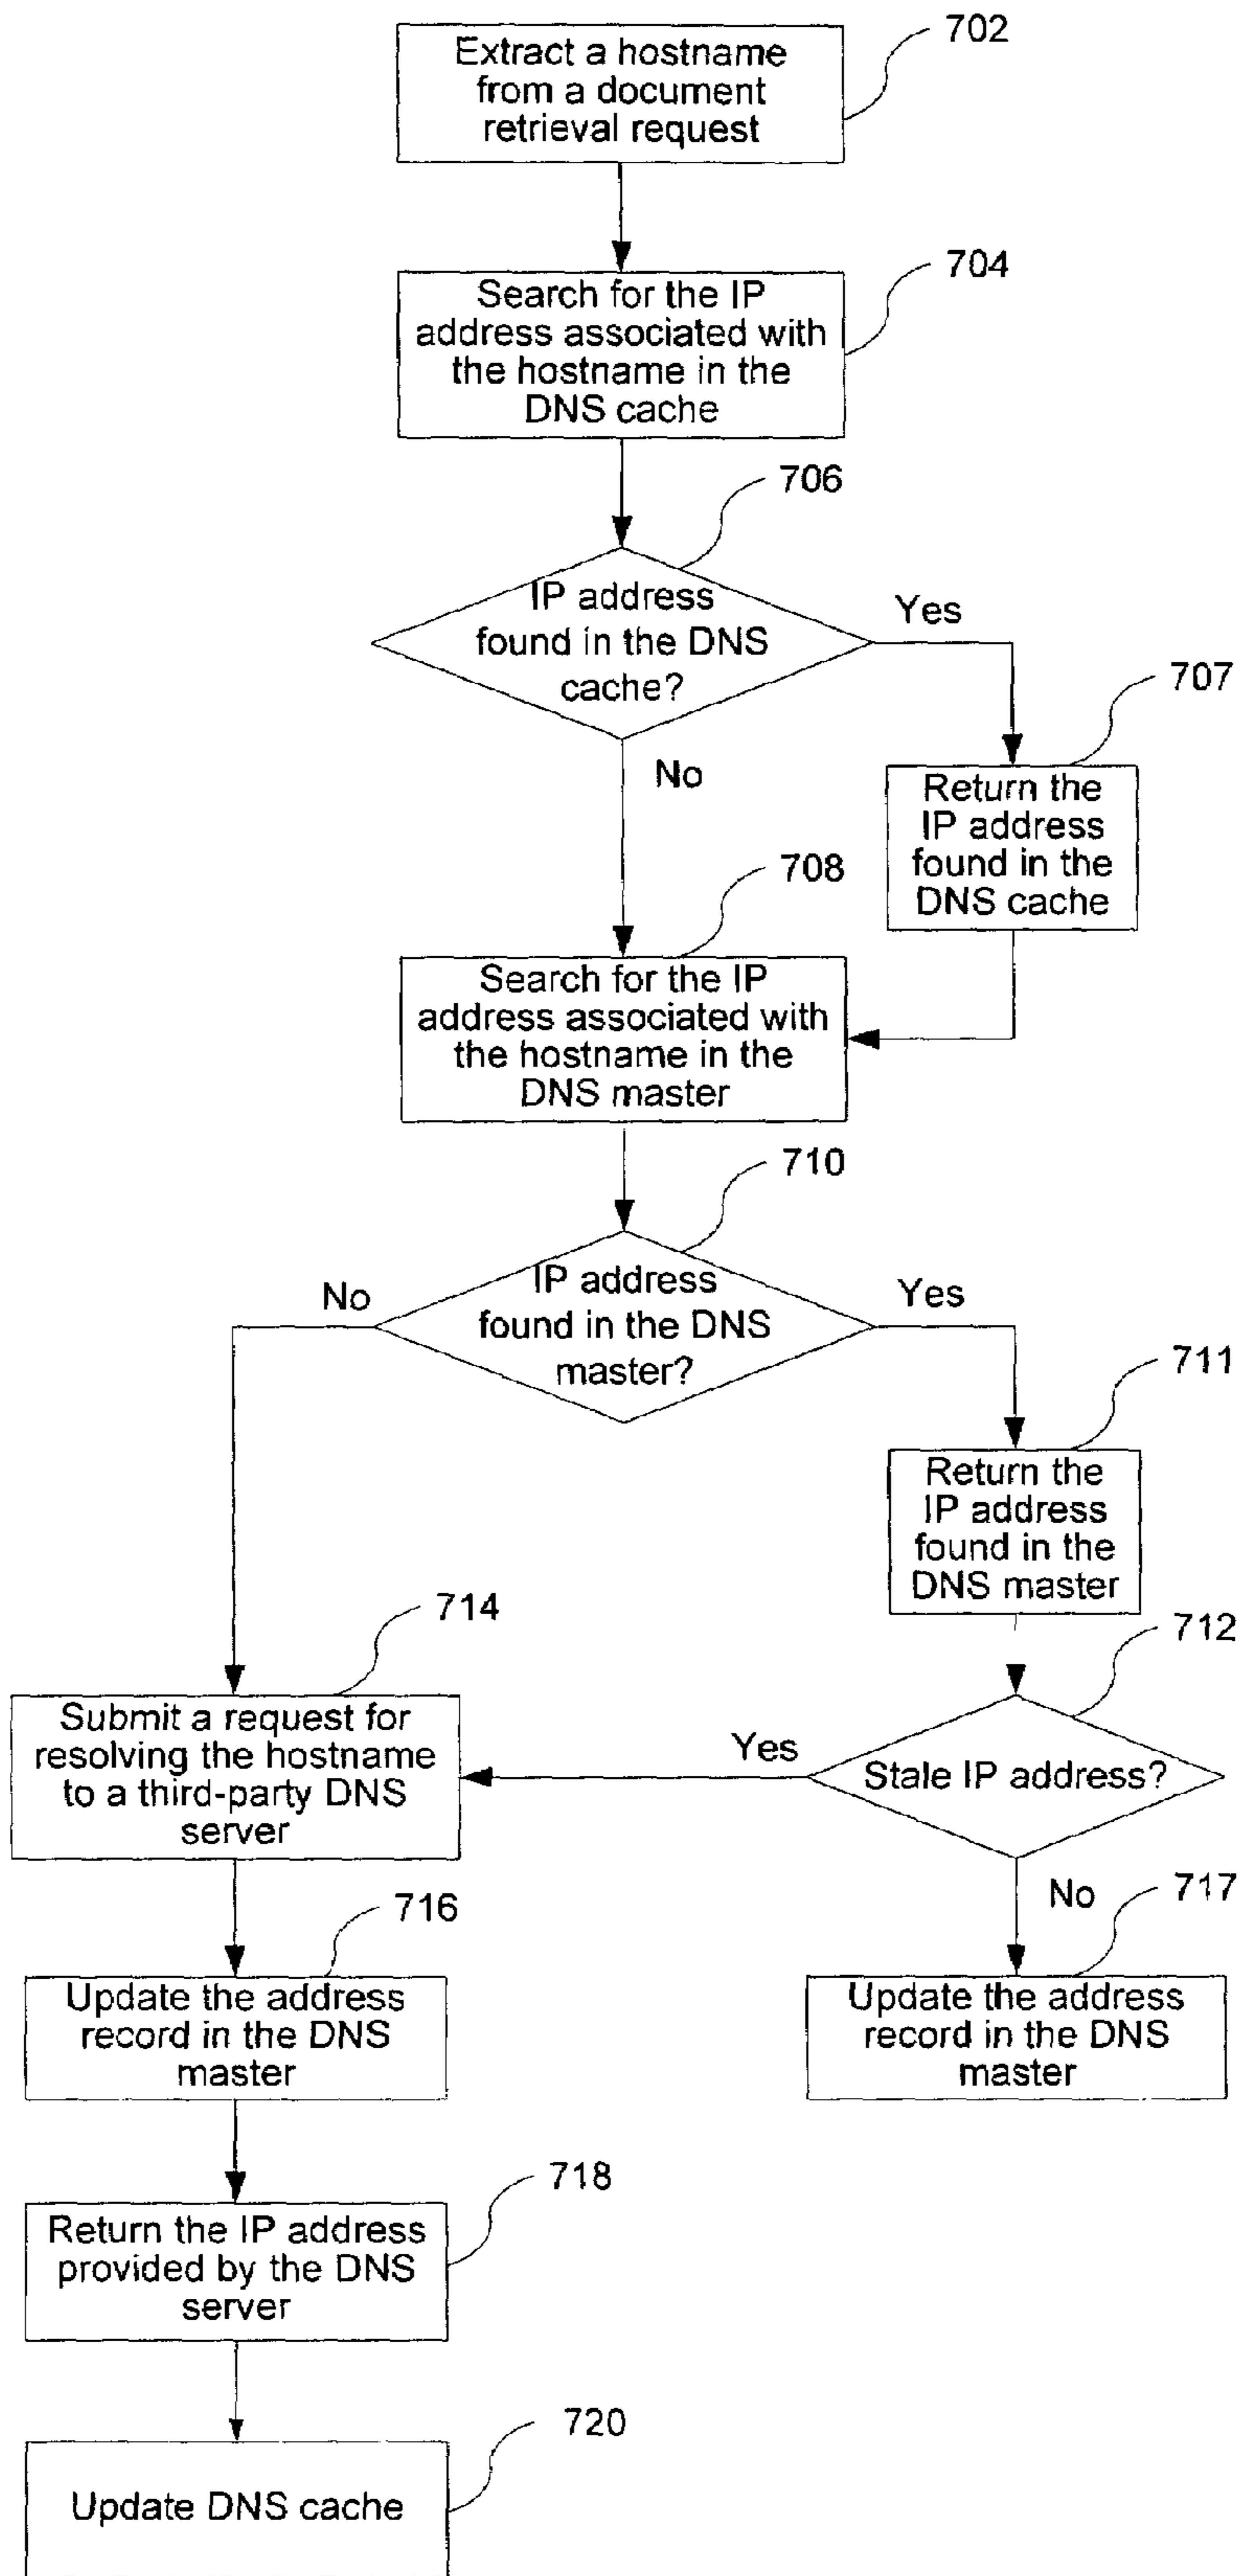 702
Extract a hostname
from a document
retrieval request
704
Search for the IP
address associated with
the hostname in the
DNS cache
706
IP address
found in the DNS
cache?
Yes
No
707
Return the
IP address
found in the
DNS cache
708
Search for the IP
address associated with
the hostname in the
DNS master
710
IP address
found in the DNS
master?
No
Yes
711
Return the
IP address
found in the
DNS master
714
Submit a request for
resolving the hostname
to a third-party DNS
server
712
Stale IP address?
Yes
No
716
Update the address
record in the DNS
master
717
Update the address
record in the DNS
master
718
Return the IP address
provided by the DNS
server
720
Update DNS cache